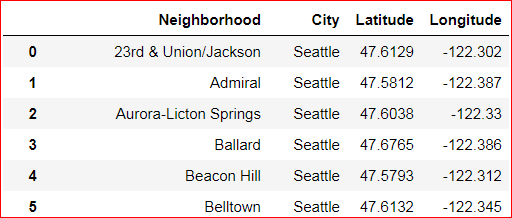 Neighborhood City Latitude Longitude
0 23rd & Union/Jackson Seattle 47.6129 -122.302
1 Admiral Seattle 47.5812 -122.387
2 Aurora-Licton Springs Seattle 47.6038 -122.33
3 Ballard Seattle 47.6765 -122.386
4 Beacon Hill Seattle 47.5793 -122.312
5 Belltown Seattle 47.6132 -122.345